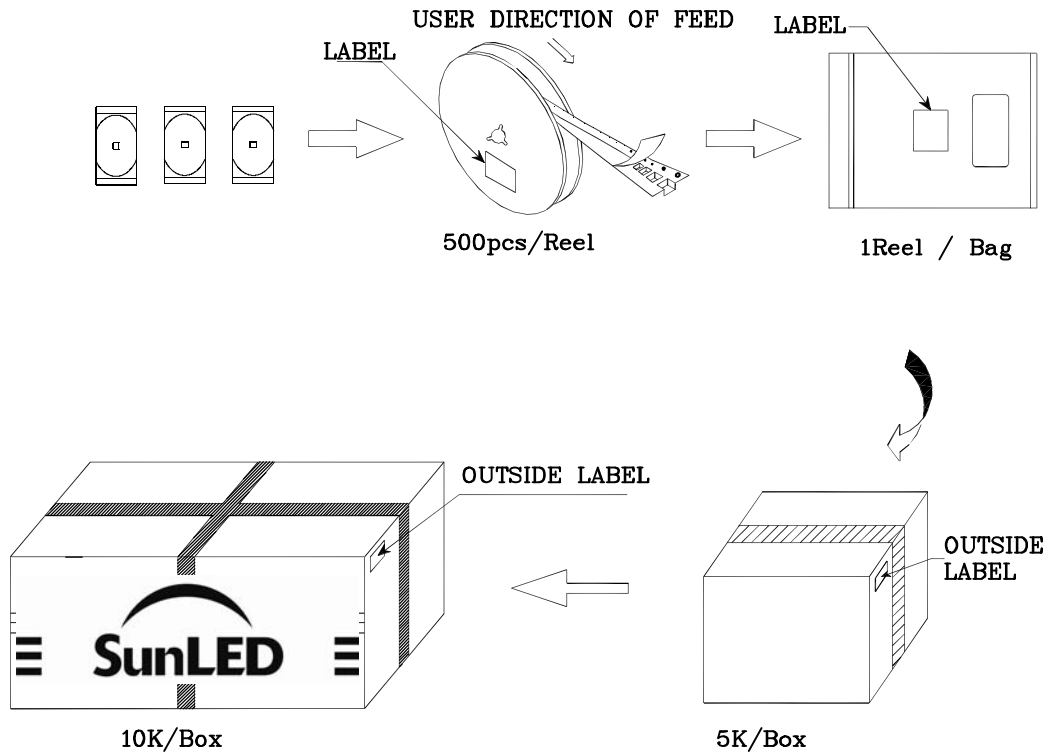 USER DIRECTION OF FEED
LABEL
LABEL
500pcs/Reel
1Reel / Bag
OUTSIDE LABEL
OUTSIDE
LABEL
SunLED
10K/Box
5K/Box